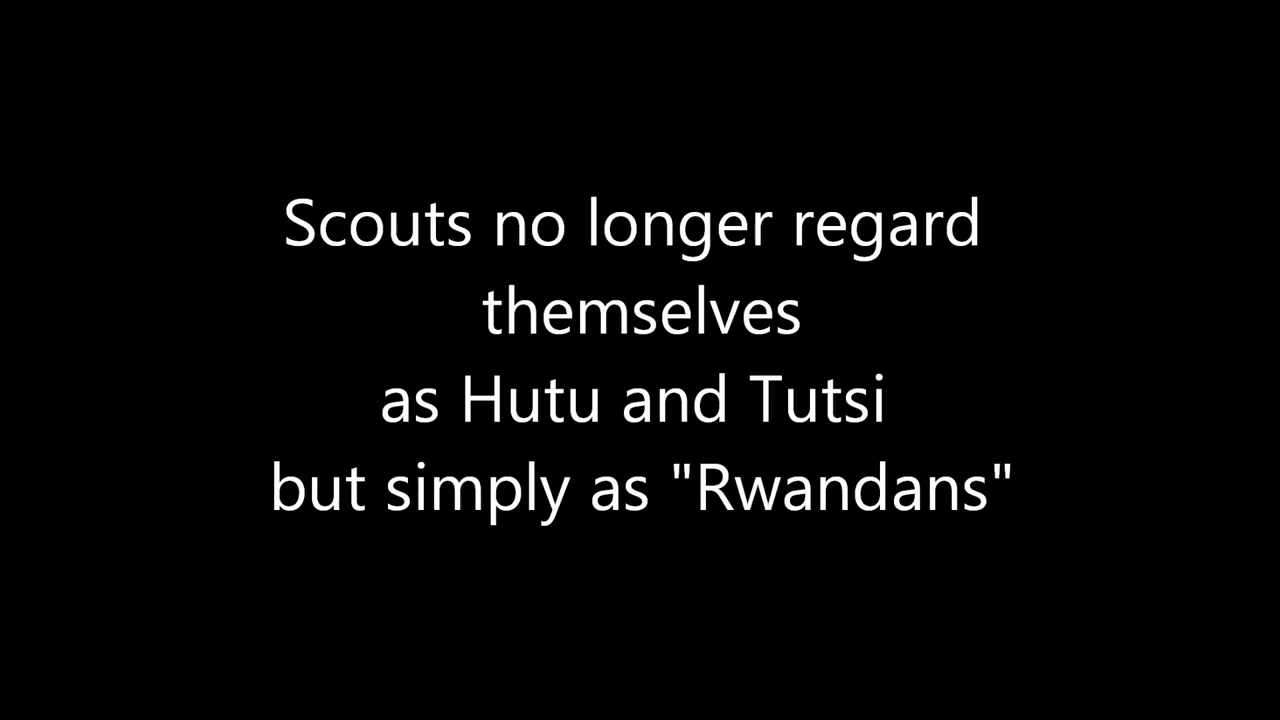 Scouts no longer regard
themselves
as Hutu and Tutsi
but simply as "Rwandans"